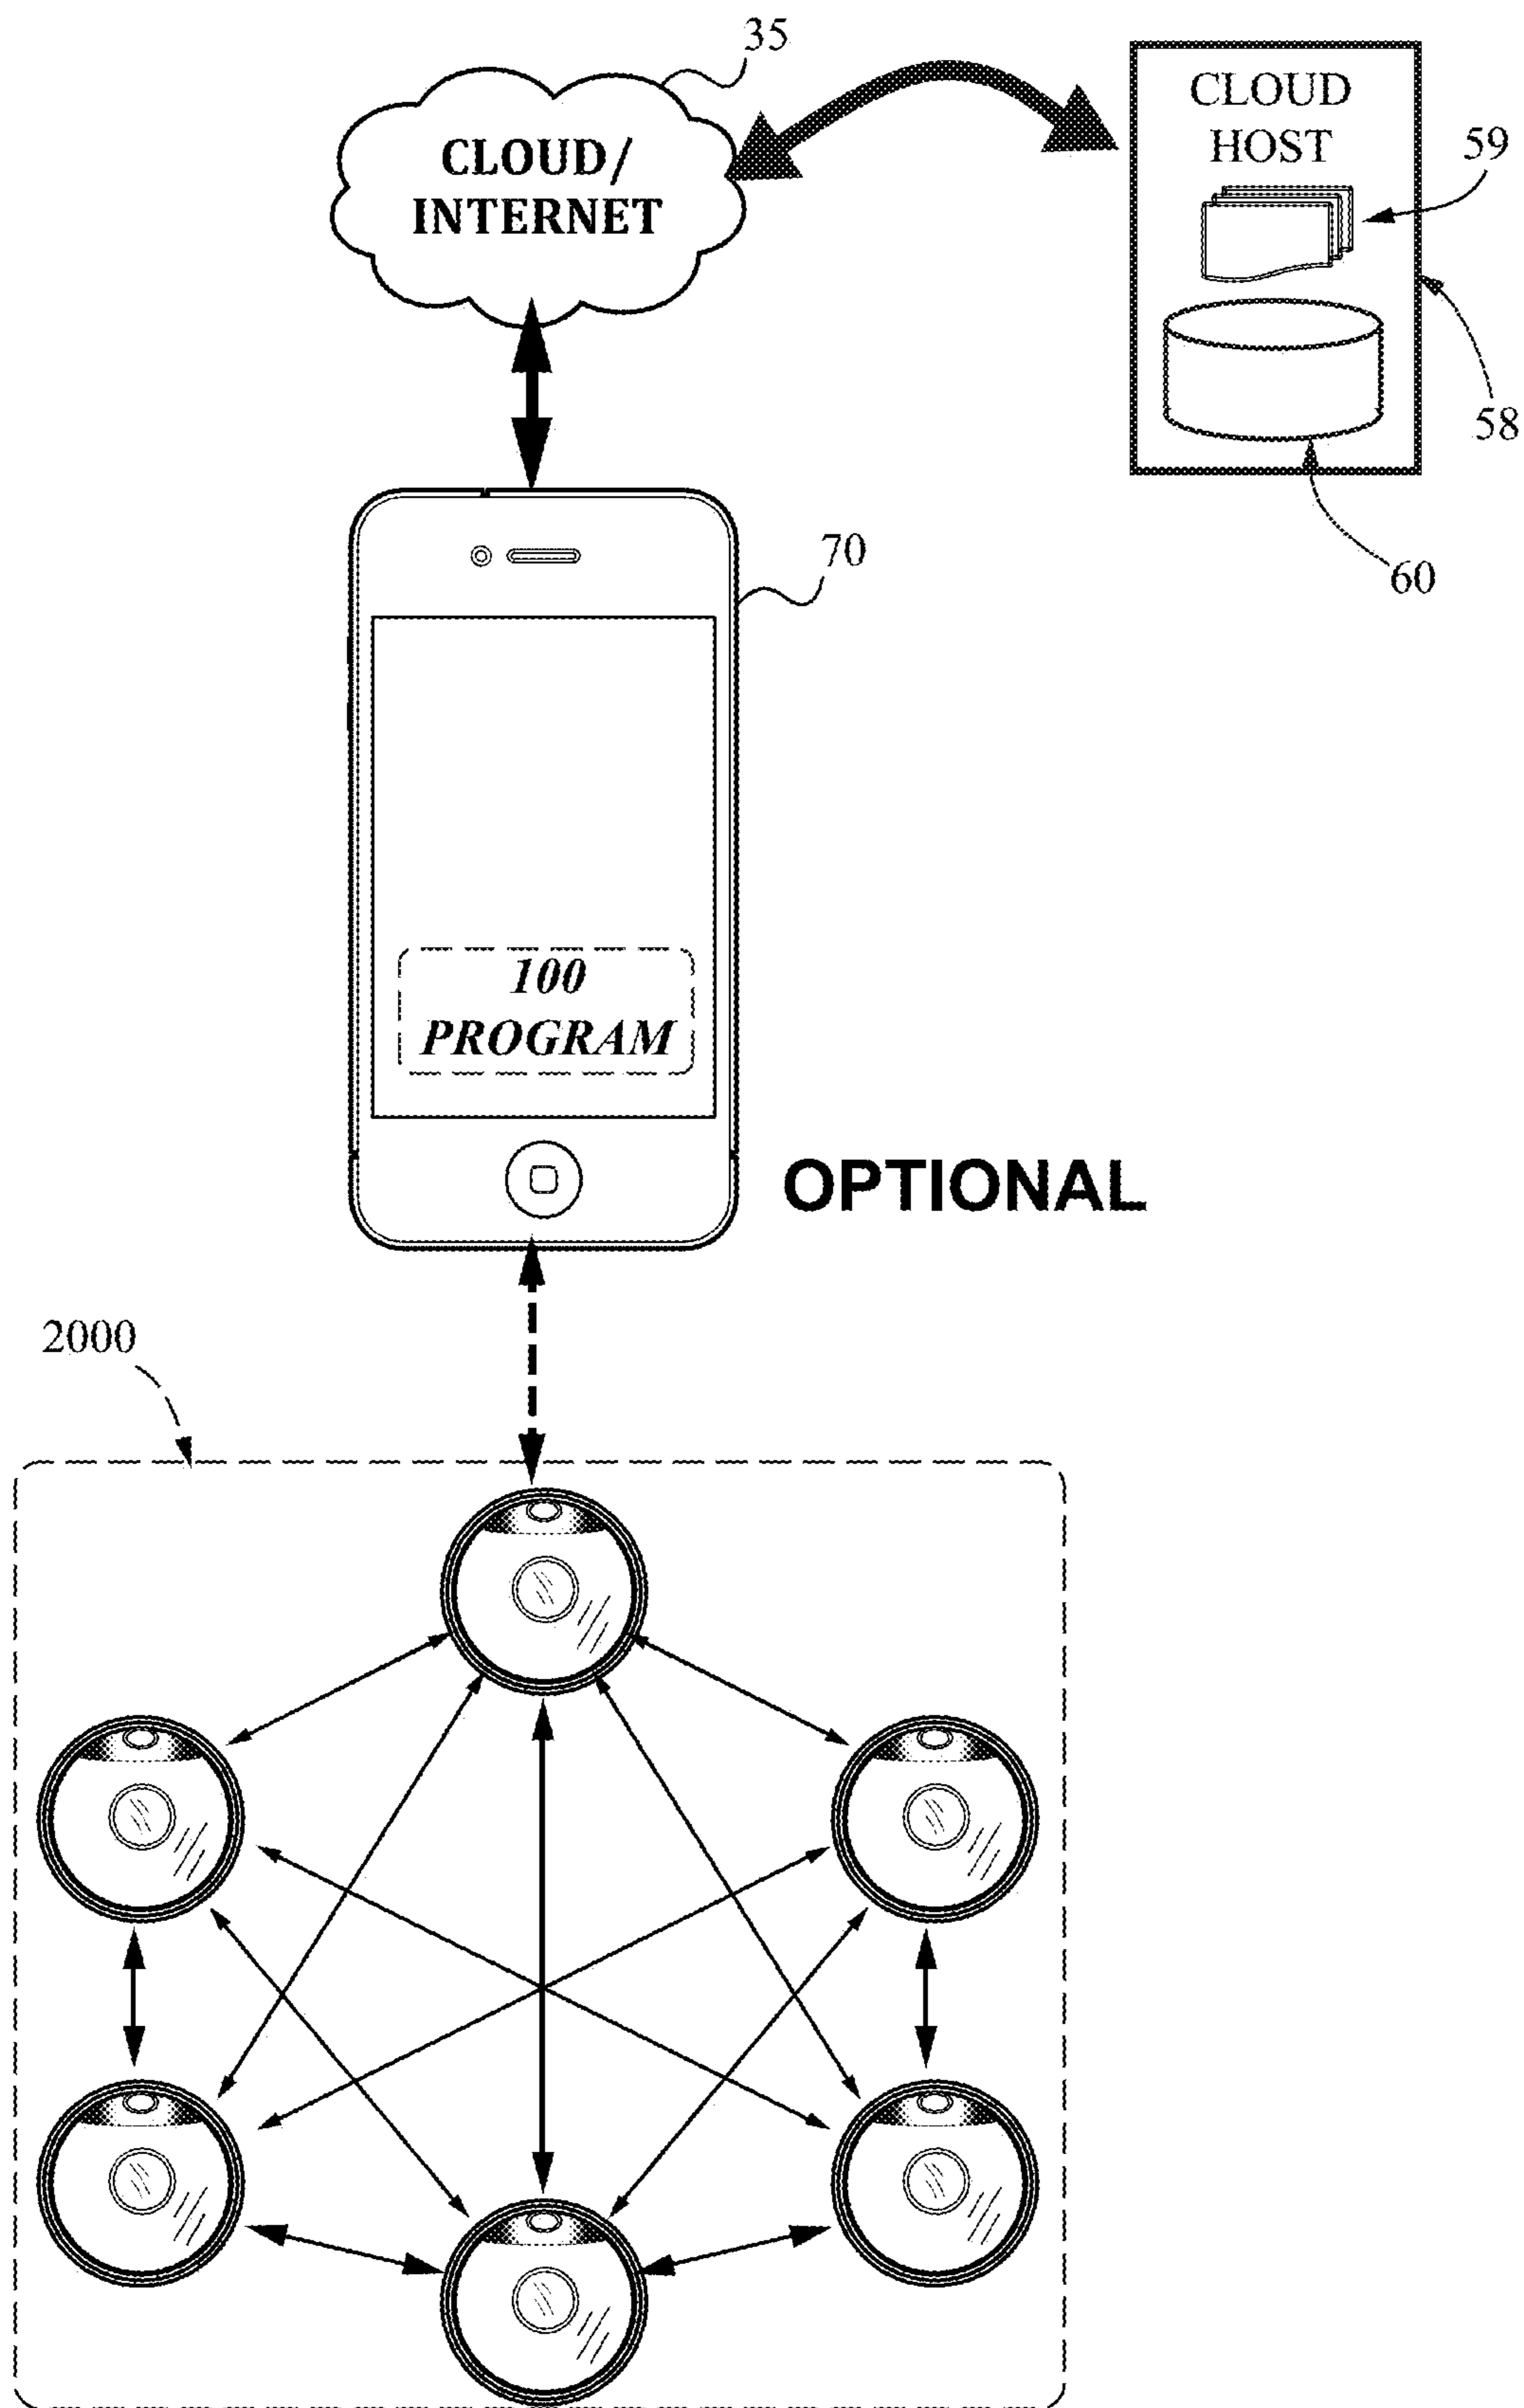 35
CLOUD/
INTERNET
CLOUD
HOST
59
58
60
70
100
PROGRAM
OPTIONAL
2000